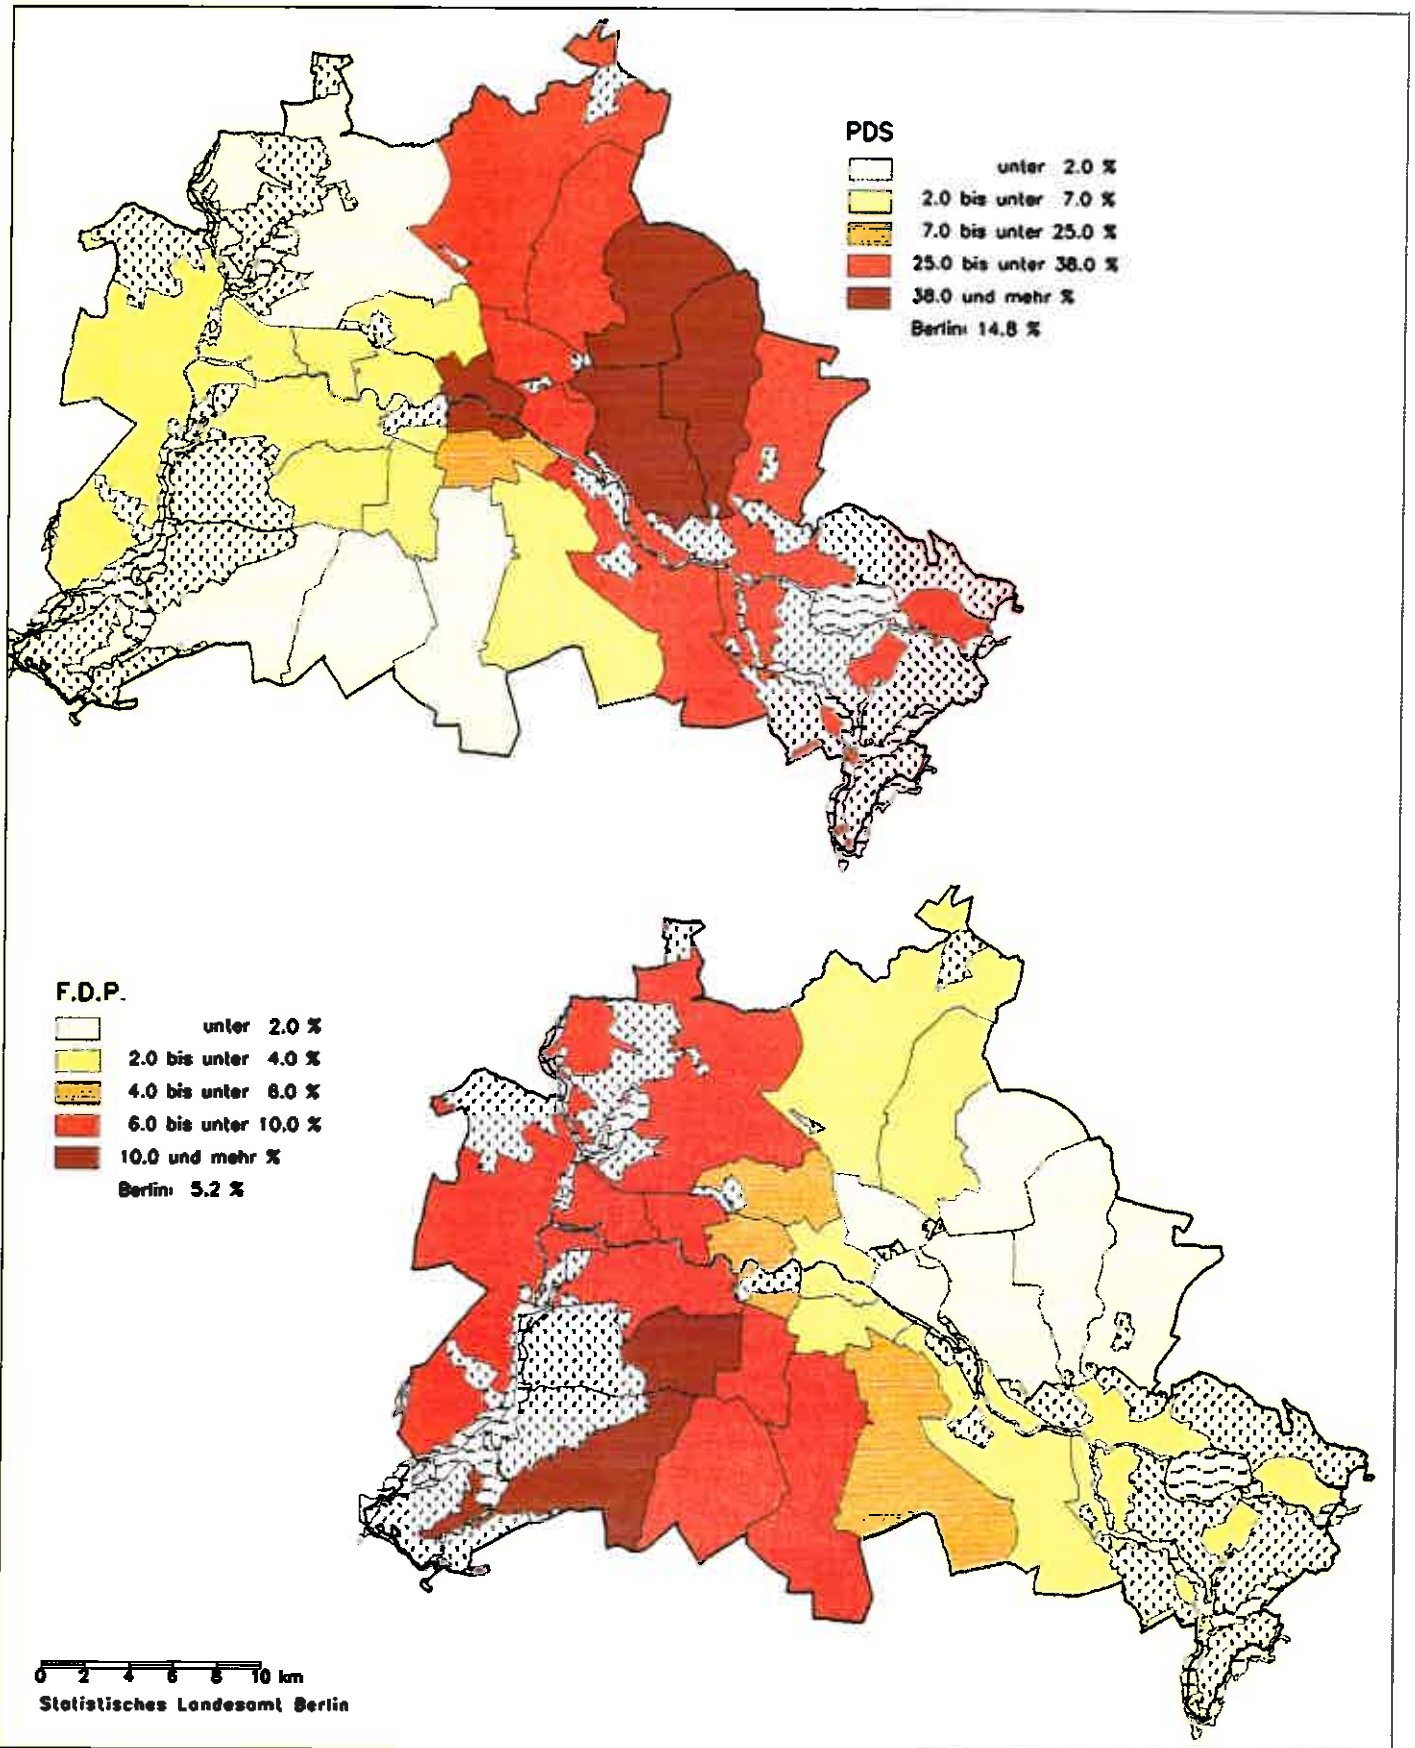 PDS
unter 2.0 %
2.0 bis unter 7.0 %
7.0 bis unter 25.0 %
25.0 bis unter 38.0 %
38.0 und mehr %
Berlin: 14.8 %
F.D.P.
unter 2.0 %
2.0 bis unter 4.0 %
4.0 bis unter 6.0 %
6.0 bis unter 10.0 %
10.0 und mehr %
Berlin: 5.2 %
0 2 4 6 8 10 km
Statistisches Landesamt Berlin